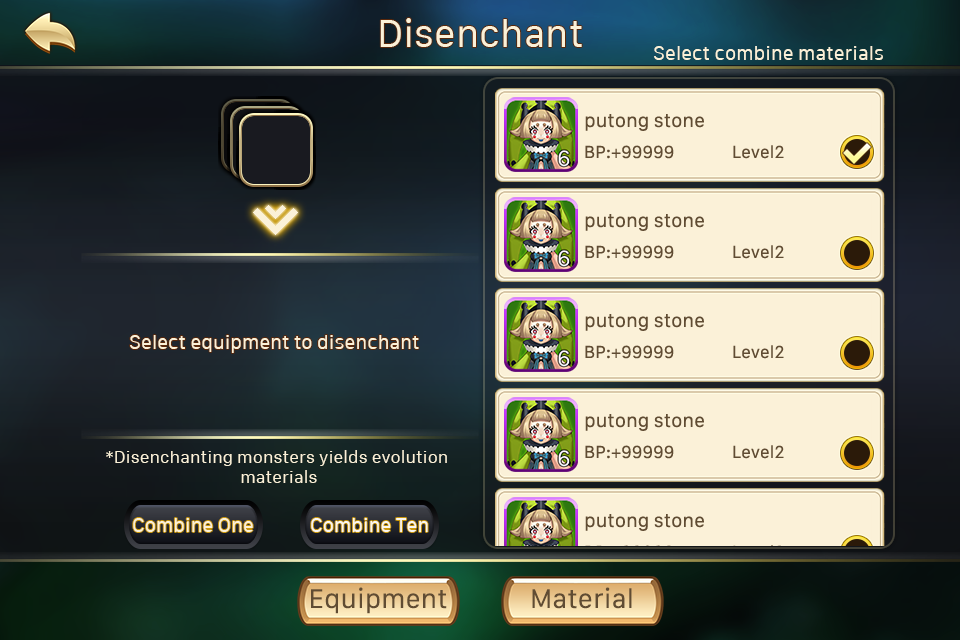 Disenchant
Select combine materials
putong stone
6
BP:+99999 Level2
putong stone
6
BP:+99999 Level2
putong stone
6
BP:+99999 Level2
putong stone
6
BP:+99999 Level2
putong stone
Select equipment to disenchant
*Disenchanting monsters yields evolution
materials
Combine One
Combine Ten
Equipment
Material